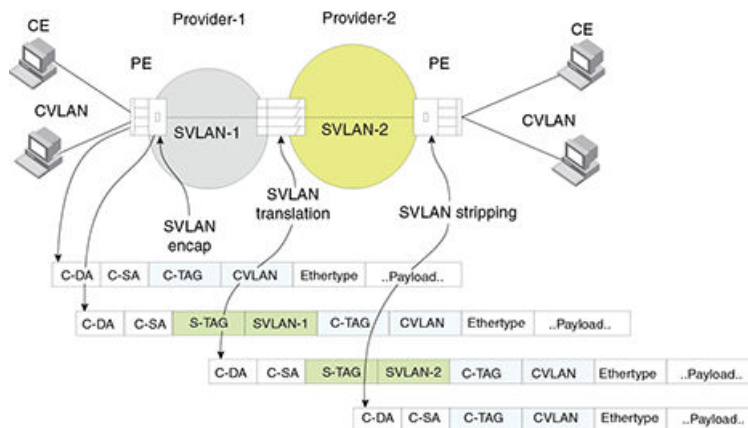 Provider-1 Provider-2
CE CE
PE PE
CVLAN CVLAN
SVLAN-1 SVLAN-2
SVLAN
encap
SVLAN
translation
SVLAN stripping
C-DA C-SA C-TAG CVLAN Ethertype ..Payload..
C-DA C-SA S-TAG SVLAN-1 C-TAG CVLAN Ethertype ..Payload..
C-DA C-SA S-TAG SVLAN-2 C-TAG CVLAN Ethertype ..Payload..
C-DA C-SA C-TAG CVLAN Ethertype ..Payload..